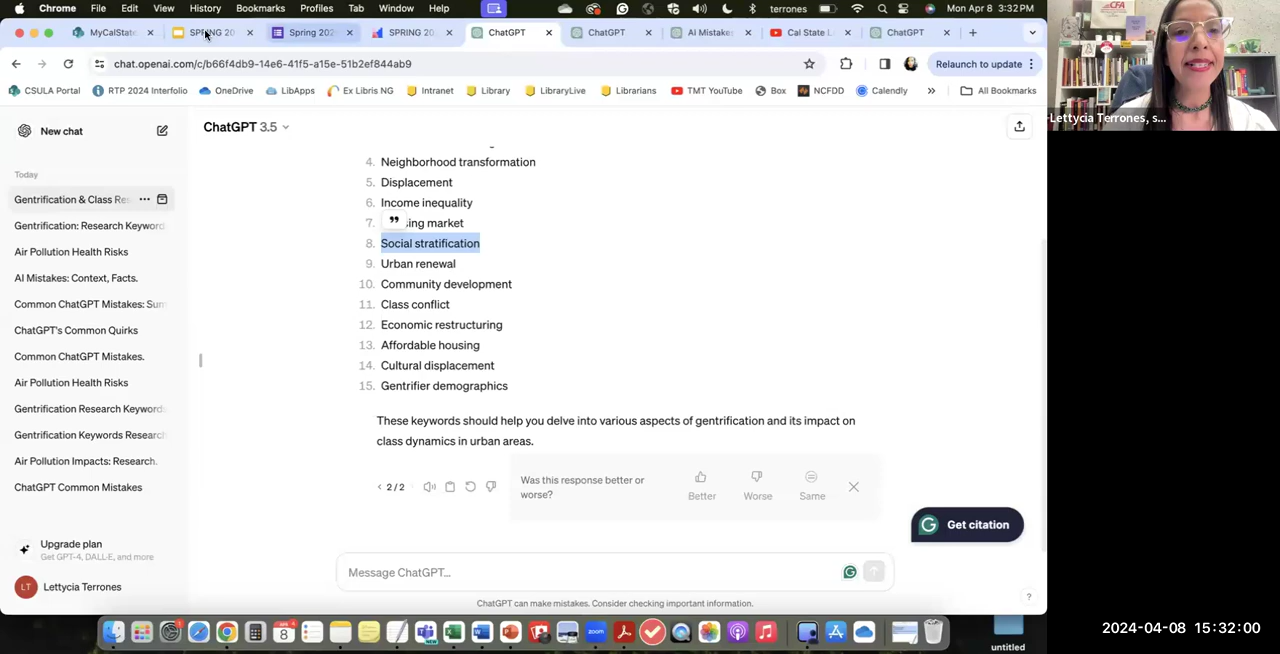 Chrome File Edit View History Bookmarks Profiles Tab Window Help terrones Mon Apr 8 3:32 PM
MyCalState SPRING 20 Spring 202 SPRING 20 ChatGPT ChatGPT AI Mistakes Cal State L ChatGPT
chat.openai.com/c/b66f4db9-14e6-41f5-a15e-51b2ef844ab9 Relaunch to update
CSULA Portal RTP 2024 Interfolio OneDrive LibApps Ex Libris NG Intranet Library LibraryLive Librarians TMT YouTube Box NCFDD Calendly » All Bookmarks
Lettycia Terrones, s...
New chat
ChatGPT 3.5
Today
Gentrification & Class Res
Gentrification: Research Keyword
Air Pollution Health Risks
AI Mistakes: Context, Facts.
Common ChatGPT Mistakes: Sum
ChatGPT's Common Quirks
Common ChatGPT Mistakes.
Air Pollution Health Risks
Gentrification Research Keyword
Gentrification Keywords Research
Air Pollution Impacts: Research.
ChatGPT Common Mistakes
Upgrade plan
Get GPT-4, DALL·E, and more
LT Lettycia Terrones
4. Neighborhood transformation
5. Displacement
6. Income inequality
7. sing market
8. Social stratification
9. Urban renewal
10. Community development
11. Class conflict
12. Economic restructuring
13. Affordable housing
14. Cultural displacement
15. Gentrifier demographics
These keywords should help you delve into various aspects of gentrification and its impact on
class dynamics in urban areas.
2/2
Was this response better or
worse?
Better Worse Same
Get citation
Message ChatGPT...
ChatGPT can make mistakes. Consider checking important information.
?
untitled
2024-04-08 15:32:00